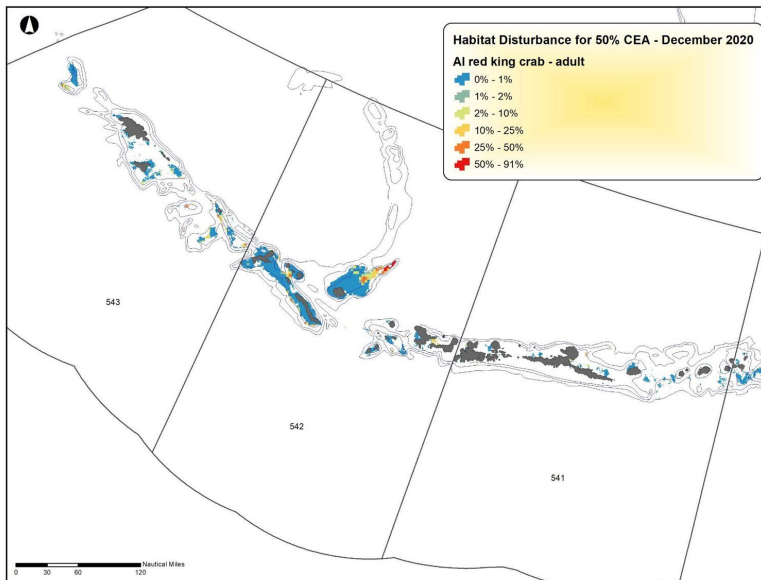 Habitat Disturbance for 50% CEA - December 2020
AI red king crab - adult
0% - 1%
1% - 2%
2% - 10%
10% - 25%
25% - 50%
50% - 91%
543
542
541
Nautical Miles
0 30 60 120